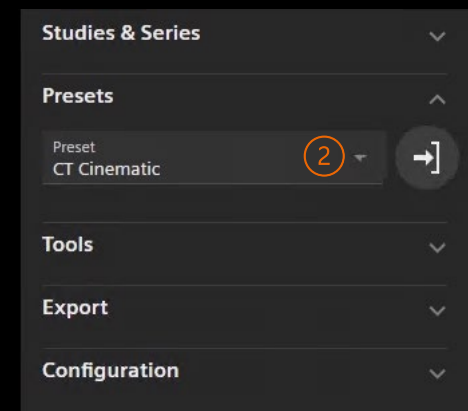 Studies & Series
Presets
Preset
CT Cinematic
2
Tools
Export
Configuration